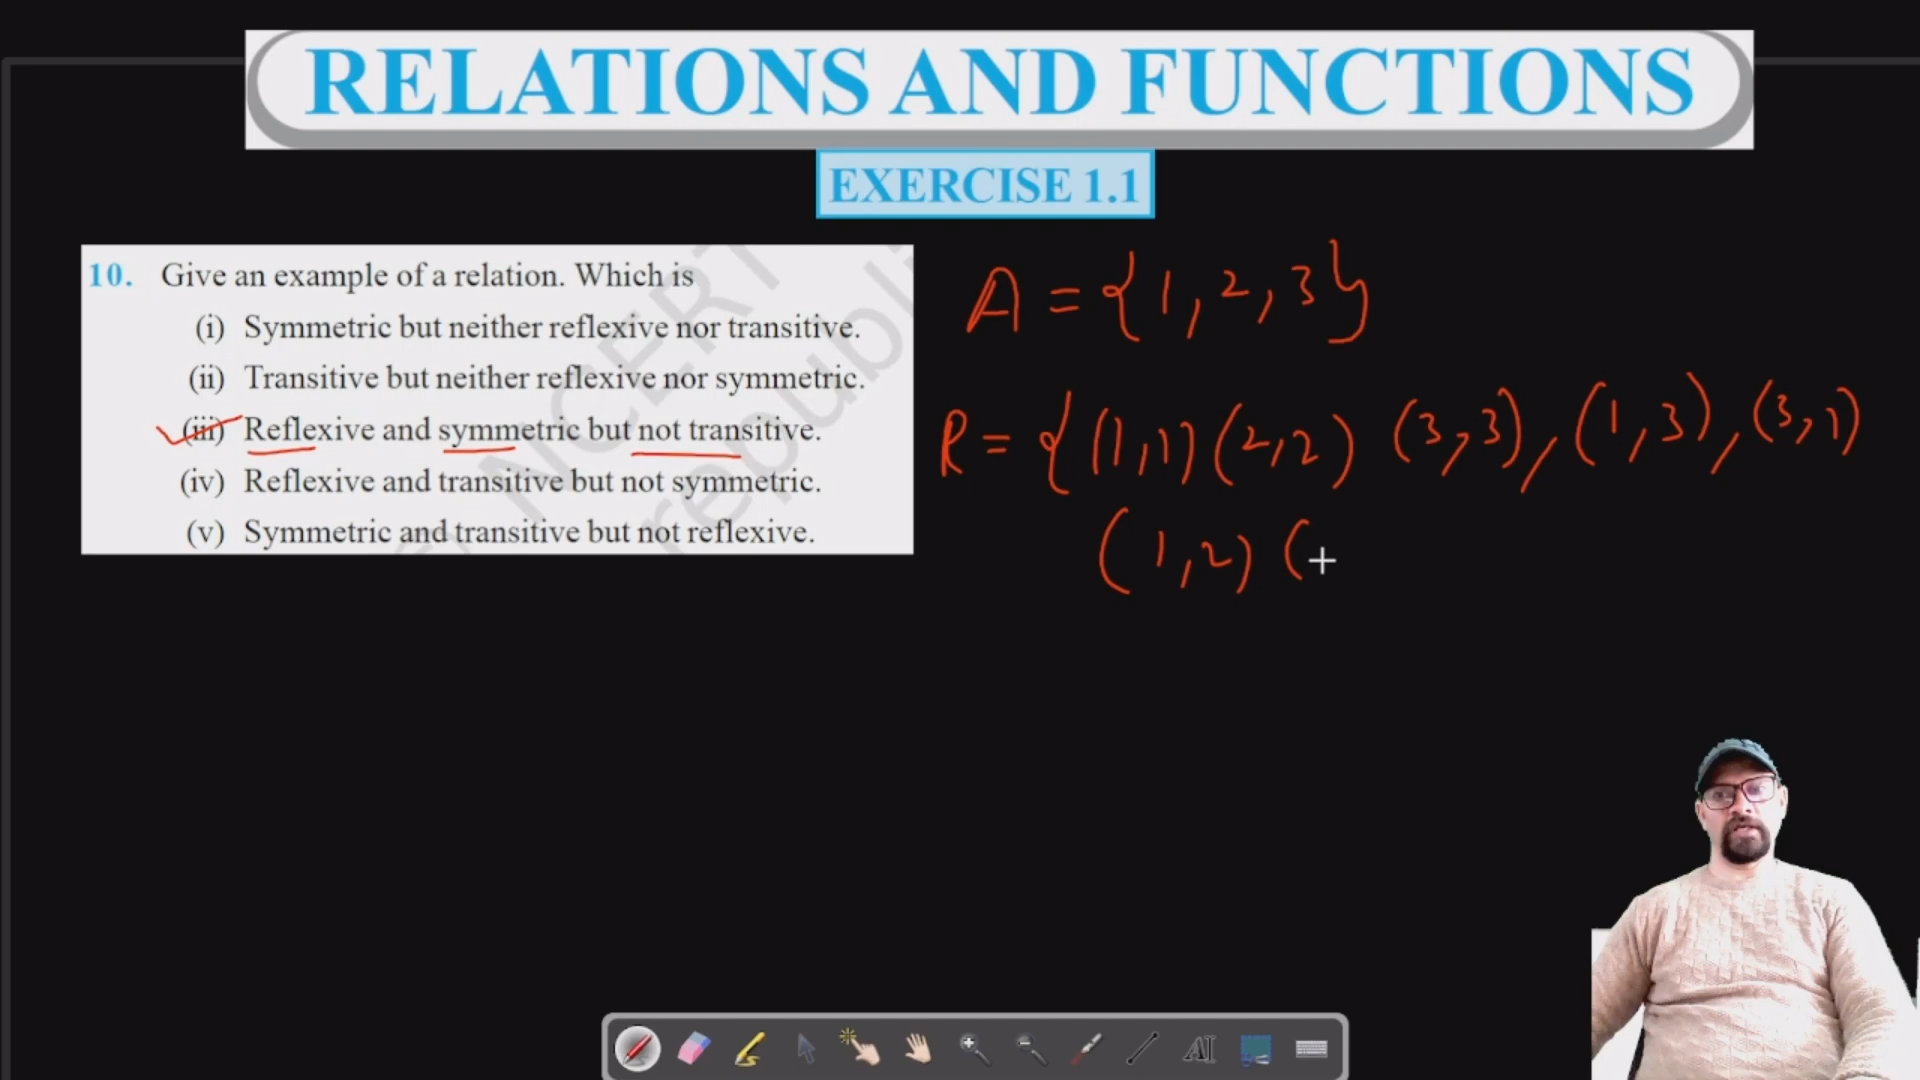 RELATIONS AND FUNCTIONS
EXERCISE 1.1
10. Give an example of a relation. Which is
(i) Symmetric but neither reflexive nor transitive.
(ii) Transitive but neither reflexive nor symmetric.
(iii) Reflexive and symmetric but not transitive.
(iv) Reflexive and transitive but not symmetric.
(v) Symmetric and transitive but not reflexive.
A = {1, 2, 3}
R = {(1,1) (2,2) (3,3), (1,3), (3,1)
(1,2) (
NCERT
republi
AI